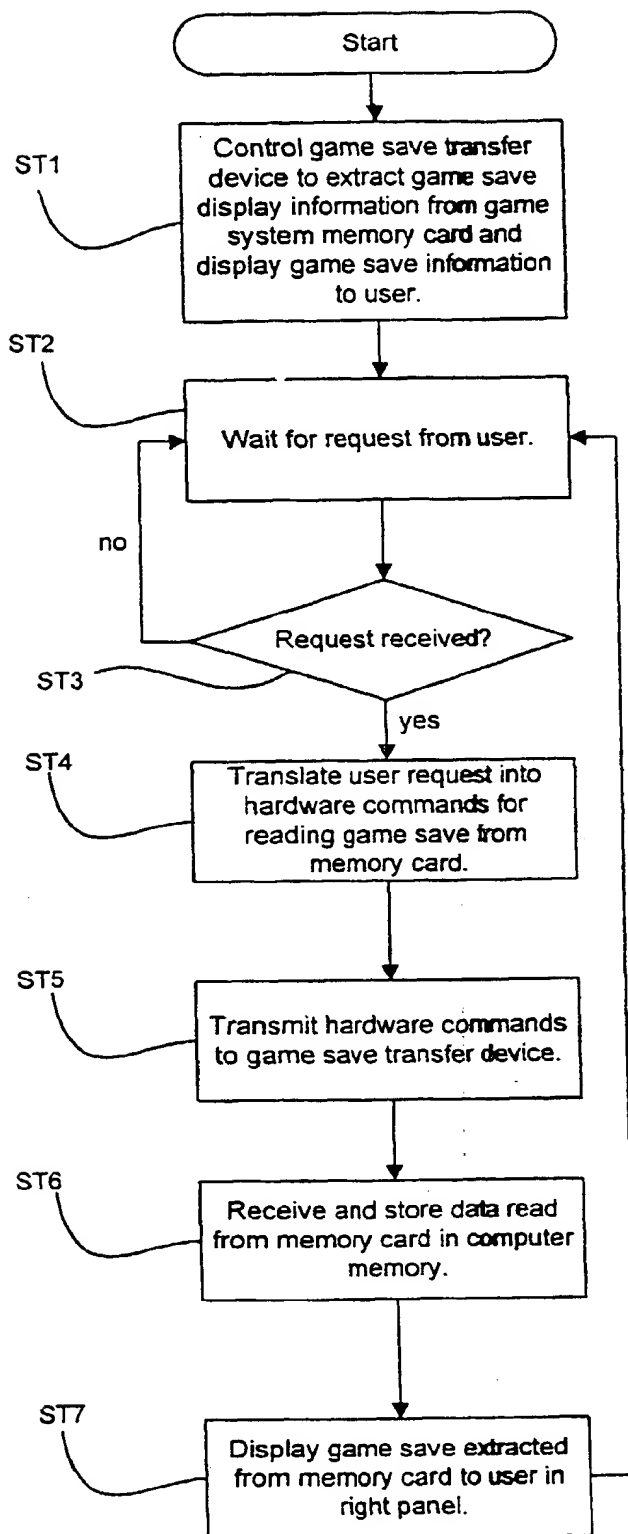 Start
ST1
Control game save transfer
device to extract game save
display information from game
system memory card and
display game save information
to user.
ST2
Wait for request from user.
no
Request received?
ST3
yes
ST4
Translate user request into
hardware commands for
reading game save from
memory card.
ST5
Transmit hardware commands
to game save transfer device.
ST6
Receive and store data read
from memory card in computer
memory.
ST7
Display game save extracted
from memory card to user in
right panel.